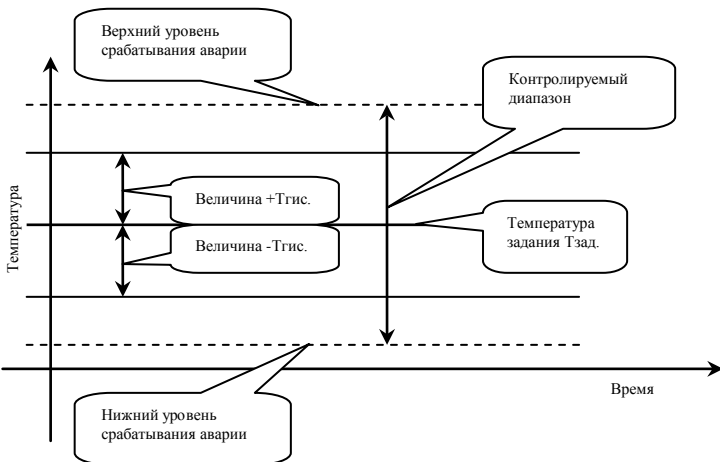 Верхний уровень
срабатывания аварии
Контролируемый
диапазон
Температура
Величина +Тгис.
Температура
задания Тзад.
Величина -Тгис.
Время
Нижний уровень
срабатывания аварии